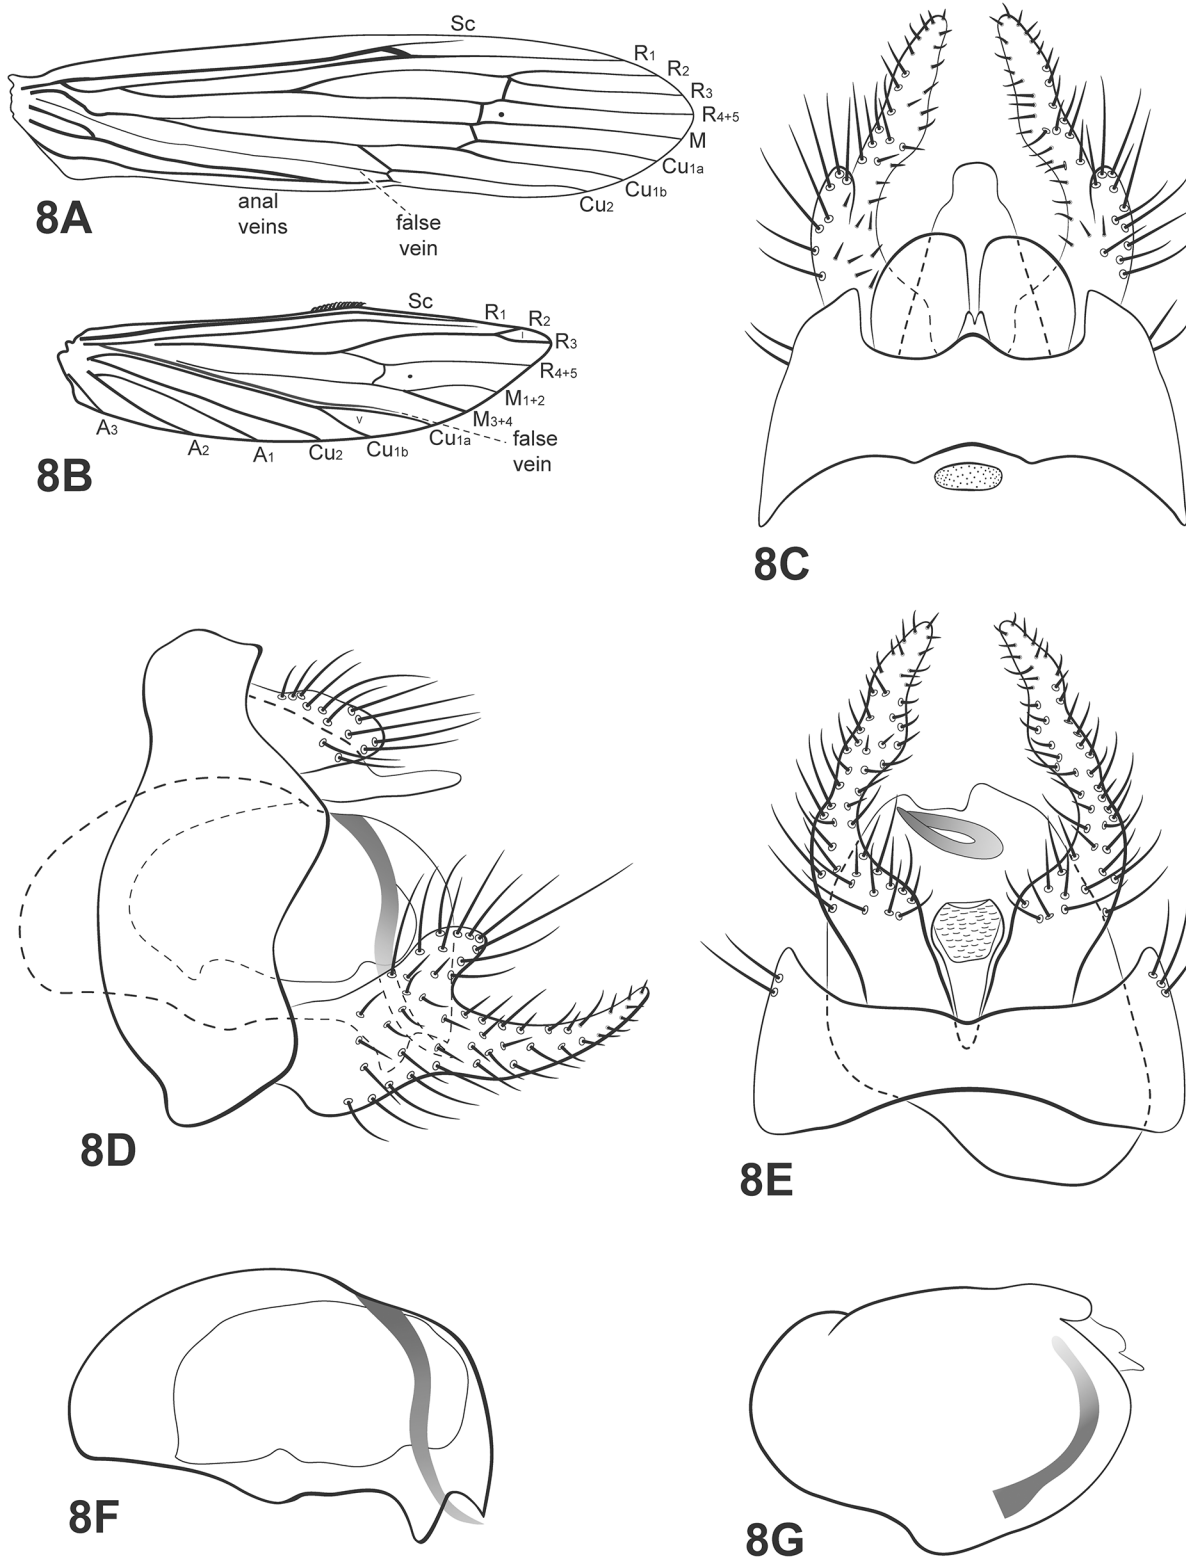 Sc
R1
R2
R3
R4+5
M
Cu1a
Cu1b
Cu2
anal
veins
false
vein
8A
Sc
R1
R2
R3
R4+5
M1+2
M3+4
Cu1a
false
vein
Cu1b
Cu2
A1
A2
A3
I
V
8B
8C
8D
8E
8F
8G